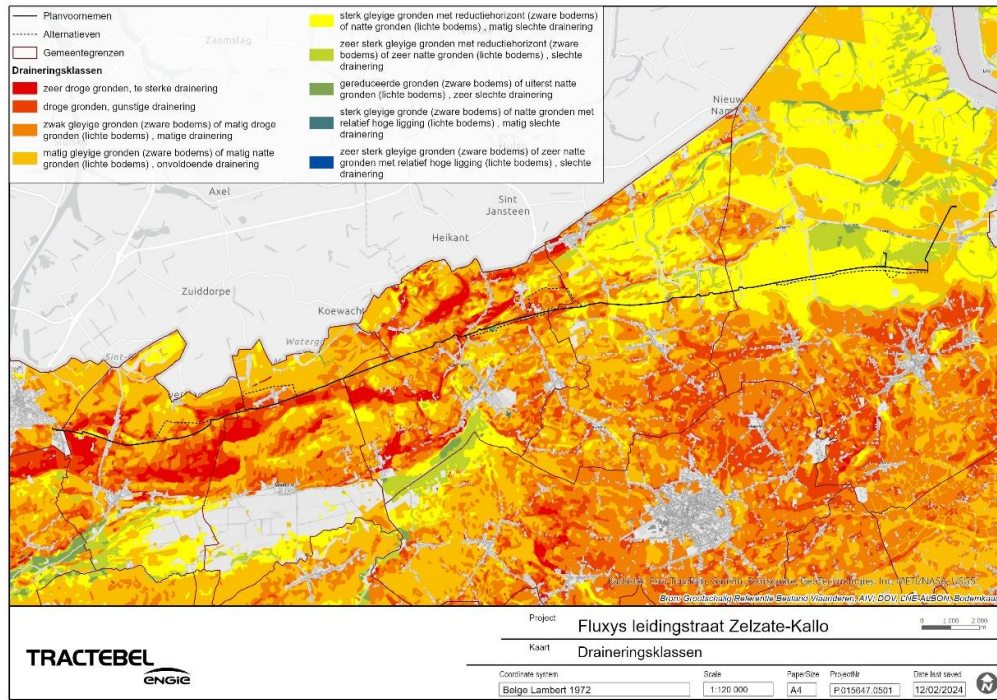 Planvoornemen
Alternatieven
Gemeentegrenzen
Draineringsklassen
zeer droge gronden, te sterke drainering
droge gronden, gunstige drainering
zwak gleyige gronden (zware bodems) of matig droge
gronden (lichte bodems) , matige drainering
matig gleyige gronden (zware bodems) of matig natte
gronden (lichte bodems) , onvoldoende drainering
sterk gleyige gronden met reductiehorizont (zware bodems)
of natte gronden (lichte bodems) , matig slechte drainering
zeer sterk gleyige gronden met reductiehorizont (zware
bodems) of zeer natte gronden (lichte bodems) , slechte
drainering
gereduceerde gronden (zware bodems) of uiterst natte
gronden (lichte bodems) , zeer slechte drainering
sterk gleyige gronde (zware bodems) of natte gronden met
relatief hoge ligging (lichte bodems) , matig slechte
drainering
zeer sterk gleyige gronden (zware bodems) of zeer natte
gronden met relatief hoge ligging (lichte bodems) , slechte
drainering
Zaamslag
Axel
Nieuw
Sint
Jansteen
Heikant
Zuiddorpe
Koewacht
Bron: Grootschalig Referentie Bestand Vlaanderen, AIV, DOV, LNE-ALBON, Bodemkaart
TRACTEBEL
ENGIE
Project
Fluxys leidingstraat Zelzate-Kallo
0 1 000 2 000
m
Kaart
Draineringsklassen
Coordinate system
Belge Lambert 1972
Scale
1:120 000
PaperSize
A4
ProjectNr
P.015647.0501
Date last saved
12/02/2024
N